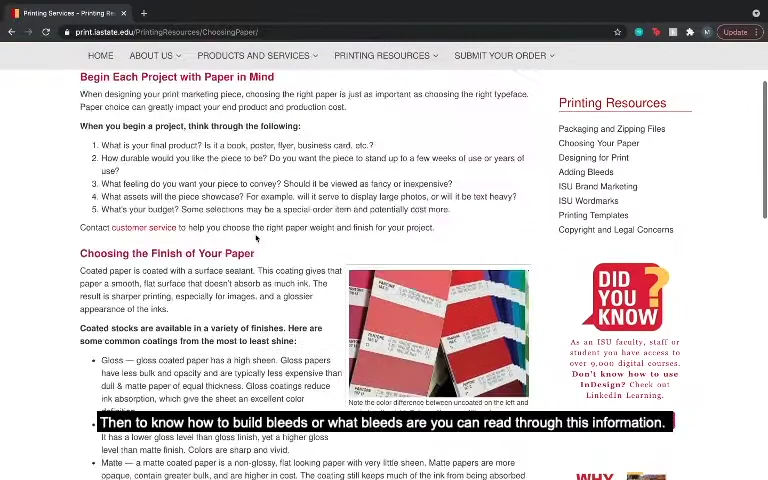 Printing Services - Printing Re
print.iastate.edu/PrintingResources/ChoosingPaper/
Update
HOME ABOUT US PRODUCTS AND SERVICES PRINTING RESOURCES SUBMIT YOUR ORDER
Begin Each Project with Paper in Mind
When designing your print marketing piece, choosing the right paper is just as important as choosing the right typeface.
Paper choice can greatly impact your end product and production cost.
When you begin a project, think through the following:
1. What is your final product? Is it a book, poster, flyer, business card, etc.?
2. How durable would you like the piece to be? Do you want the piece to stand up to a few weeks of use or years of
use?
3. What feeling do you want your piece to convey? Should it be viewed as fancy or inexpensive?
4. What assets will the piece showcase? For example, will it serve to display large photos, or will it be text heavy?
5. What's your budget? Some selections may be a special-order item and potentially cost more.
Contact customer service to help you choose the right paper weight and finish for your project.
Choosing the Finish of Your Paper
Coated paper is coated with a surface sealant. This coating gives that
paper a smooth, flat surface that doesn't absorb as much ink. The
result is sharper printing, especially for images, and a glossier
appearance of the inks.
Coated stocks are available in a variety of finishes. Here are
some common coatings from the most to least shine:
• Gloss — gloss coated paper has a high sheen. Gloss papers
have less bulk and opacity and are typically less expensive than
dull & matte paper of equal thickness. Gloss coatings reduce
ink absorption, which give the sheet an excellent color
Note the color difference between uncoated on the left and
Then to know how to build bleeds or what bleeds are you can read through this information.
It has a lower gloss level than gloss finish, yet a higher gloss
level than matte finish. Colors are sharp and vivid.
• Matte — a matte coated paper is a non-glossy, flat looking paper with very little sheen. Matte papers are more
opaque, contain greater bulk, and are higher in cost. The coating still keeps much of the ink from being absorbed
Printing Resources
Packaging and Zipping Files
Choosing Your Paper
Designing for Print
Adding Bleeds
ISU Brand Marketing
ISU Wordmarks
Printing Templates
Copyright and Legal Concerns
DID
YOU
KNOW
?
As an ISU faculty, staff or
student you have access to
over 9,000 digital courses.
Don't know how to use
InDesign? Check out
LinkedIn Learning.
WHY